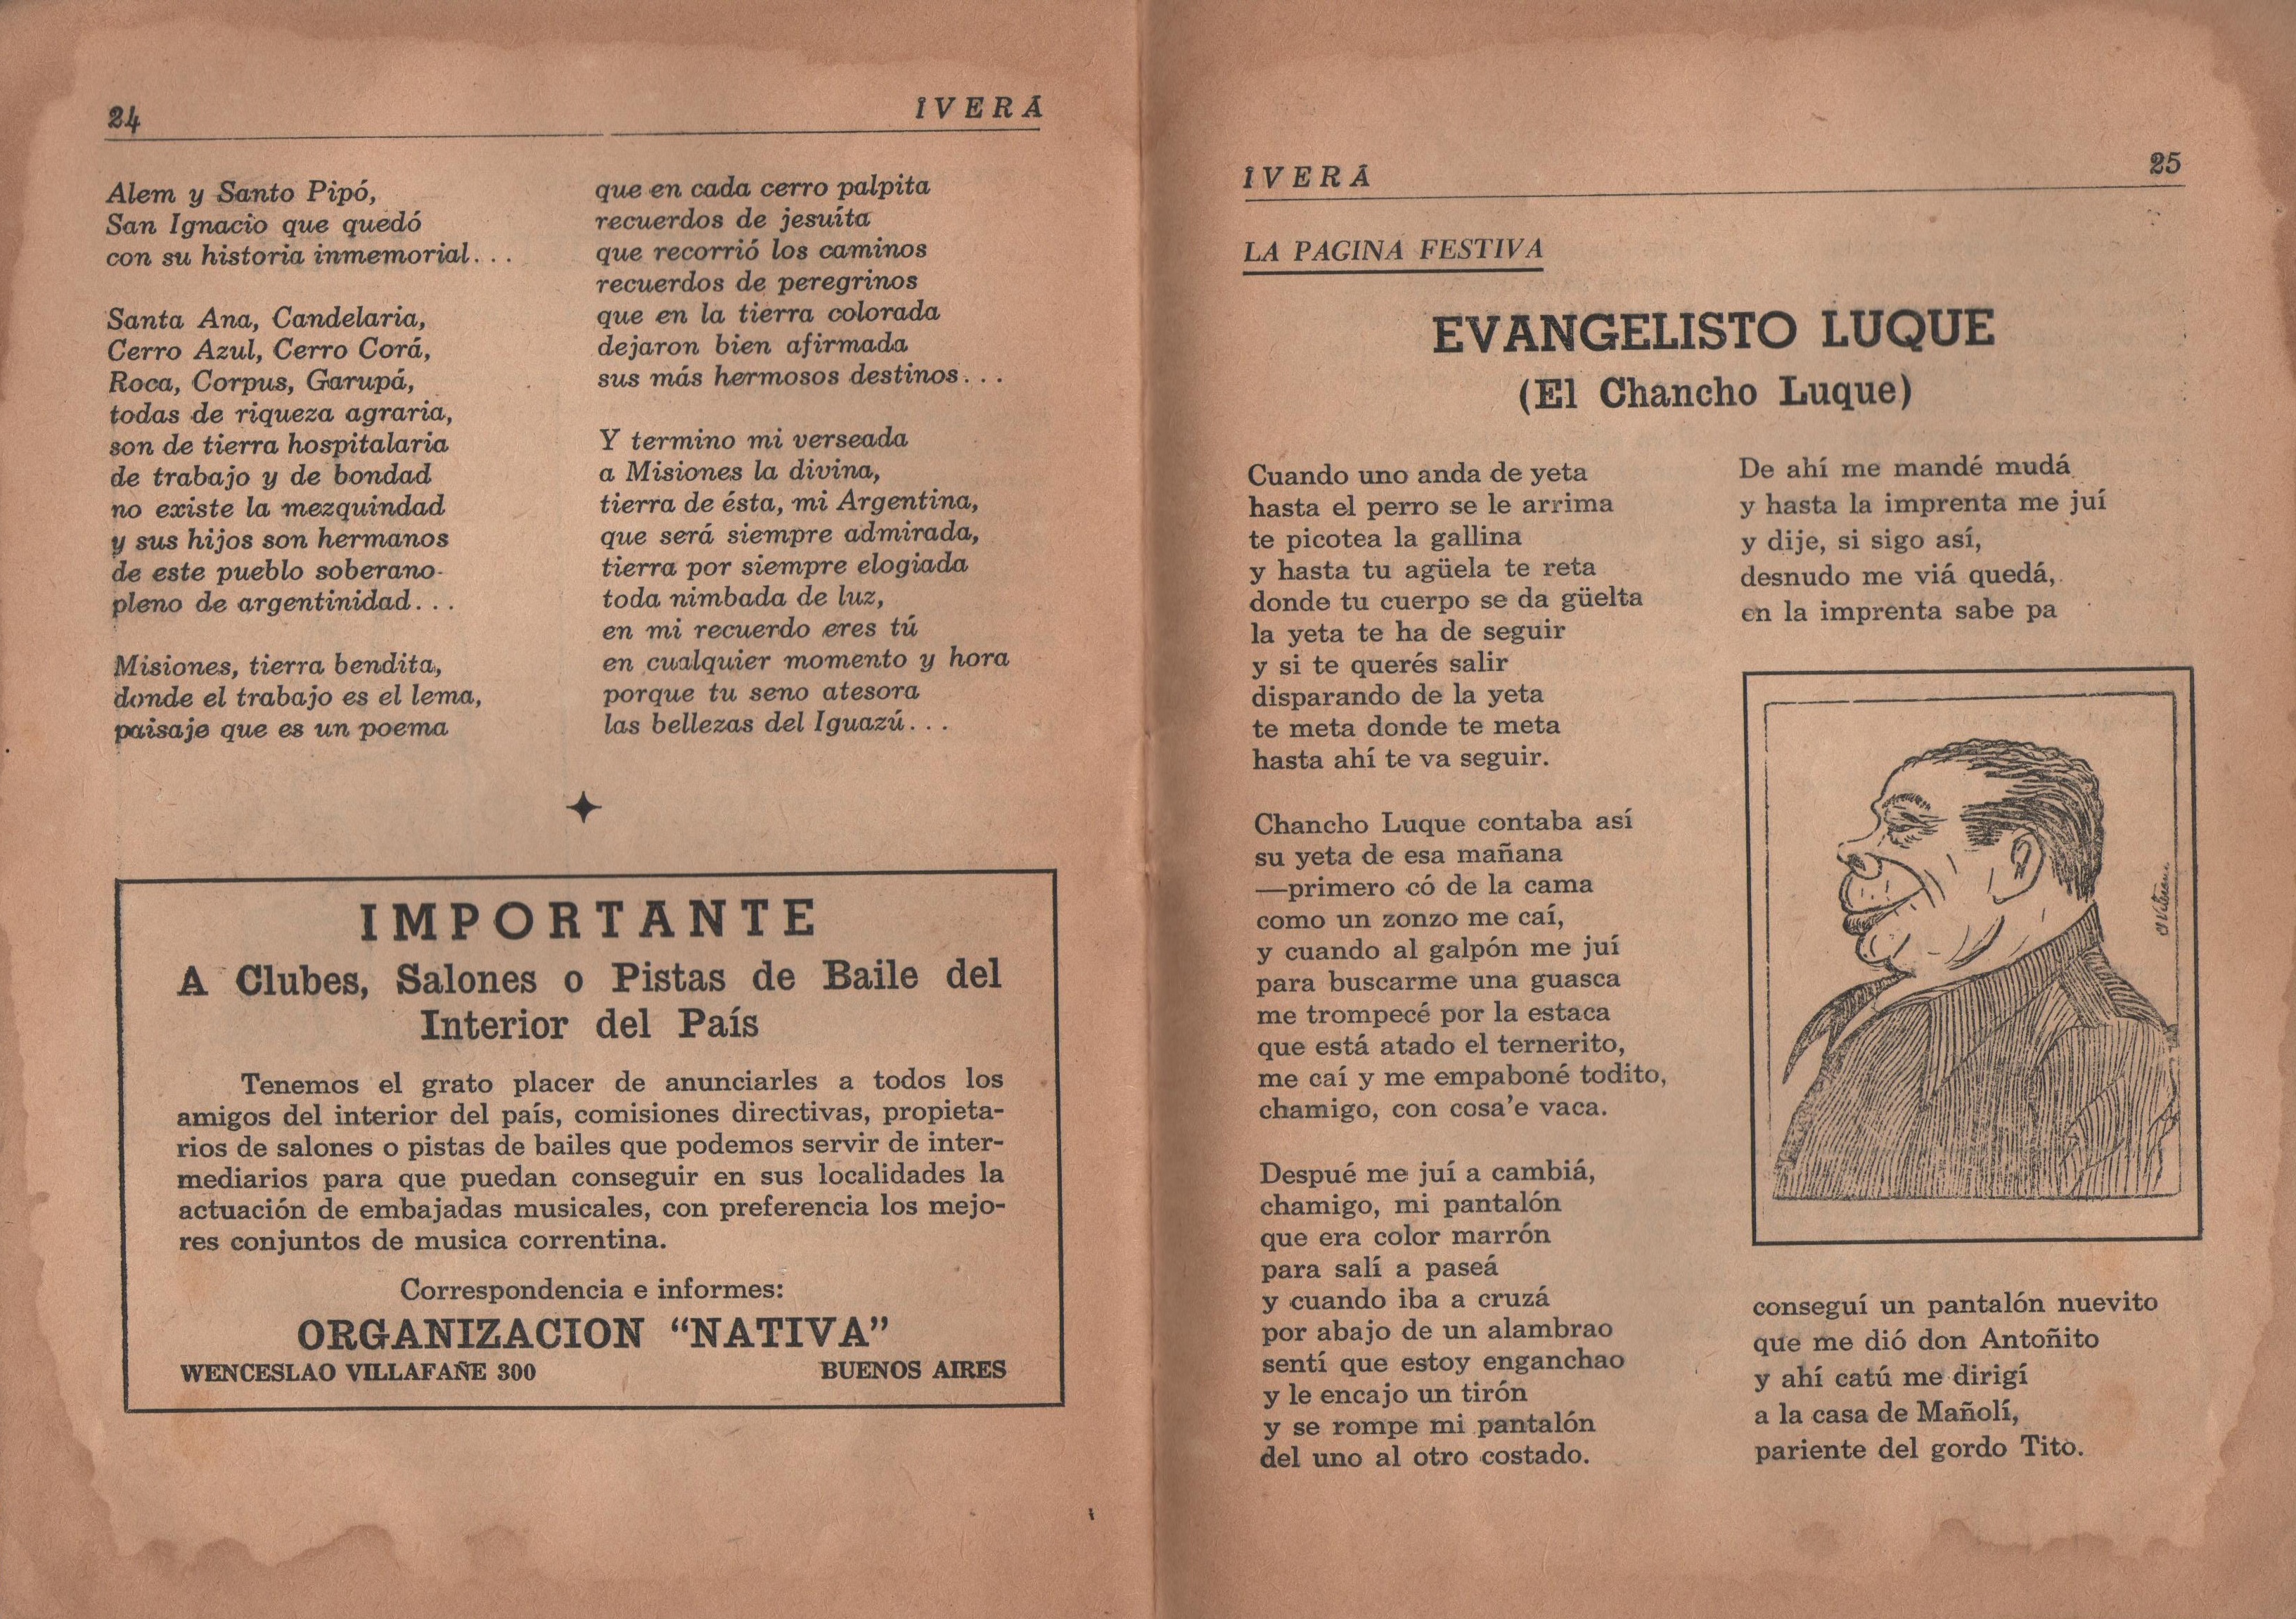 24
ÎVERÁ
Alem y Santo Pipó,
San Ignacio que quedó
con su historia inmemorial...
Santa Ana, Candelaria,
Cerro Azul, Cerro Corá,
Roca, Corpus, Garupá,
todas de riqueza agraria,
son de tierra hospitalaria
de trabajo y de bondad
no existe la mezquindad
y sus hijos son hermanos
de este pueblo soberano
pleno de argentinidad...
Misiones, tierra bendita,
donde el trabajo es el lema,
paisaje que es un poema
que en cada cerro palpita
recuerdos de jesuíta
que recorrió los caminos
recuerdos de peregrinos
que en la tierra colorada
dejaron bien afirmada
sus más hermosos destinos...
Y termino mi verseada
a Misiones la divina,
tierra de ésta, mi Argentina,
que será siempre admirada,
tierra por siempre elogiada
toda nimbada de luz,
en mi recuerdo eres tú
en cualquier momento y hora
porque tu seno atesora
las bellezas del Iguazú...
IMPORTANTE
A Clubes, Salones o Pistas de Baile del
Interior del País
Tenemos el grato placer de anunciarles a todos los
amigos del interior del país, comisiones directivas, propieta-
rios de salones o pistas de bailes que podemos servir de inter-
mediarios para que puedan conseguir en sus localidades la
actuación de embajadas musicales, con preferencia los mejo-
res conjuntos de musica correntina.
Correspondencia e informes:
ORGANIZACION "NATIVA"
WENCESLAO VILLAFAÑE 300 BUENOS AIRES
ÎVERÁ
25
LA PAGINA FESTIVA
EVANGELISTO LUQUE
(El Chancho Luque)
Cuando uno anda de yeta
hasta el perro se le arrima
te picotea la gallina
y hasta tu agüela te reta
donde tu cuerpo se da güelta
la yeta te ha de seguir
y si te querés salir
disparando de la yeta
te meta donde te meta
hasta ahí te va seguir.
Chancho Luque contaba así
su yeta de esa mañana
—primero có de la cama
como un zonzo me caí,
y cuando al galpón me juí
para buscarme una guasca
me trompecé por la estaca
que está atado el ternerito,
me caí y me empaboné todito,
chamigo, con cosa'e vaca.
Despué me juí a cambiá,
chamigo, mi pantalón
que era color marrón
para salí a paseá
y cuando iba a cruzá
por abajo de un alambrao
sentí que estoy enganchao
y le encajo un tirón
y se rompe mi pantalón
del uno al otro costado.
De ahí me mandé mudá
y hasta la imprenta me juí
y dije, si sigo así,
desnudo me viá quedá,
en la imprenta sabe pa
conseguí un pantalón nuevito
que me dió don Antoñito
y ahí catú me dirigí
a la casa de Mañolí,
pariente del gordo Tito.